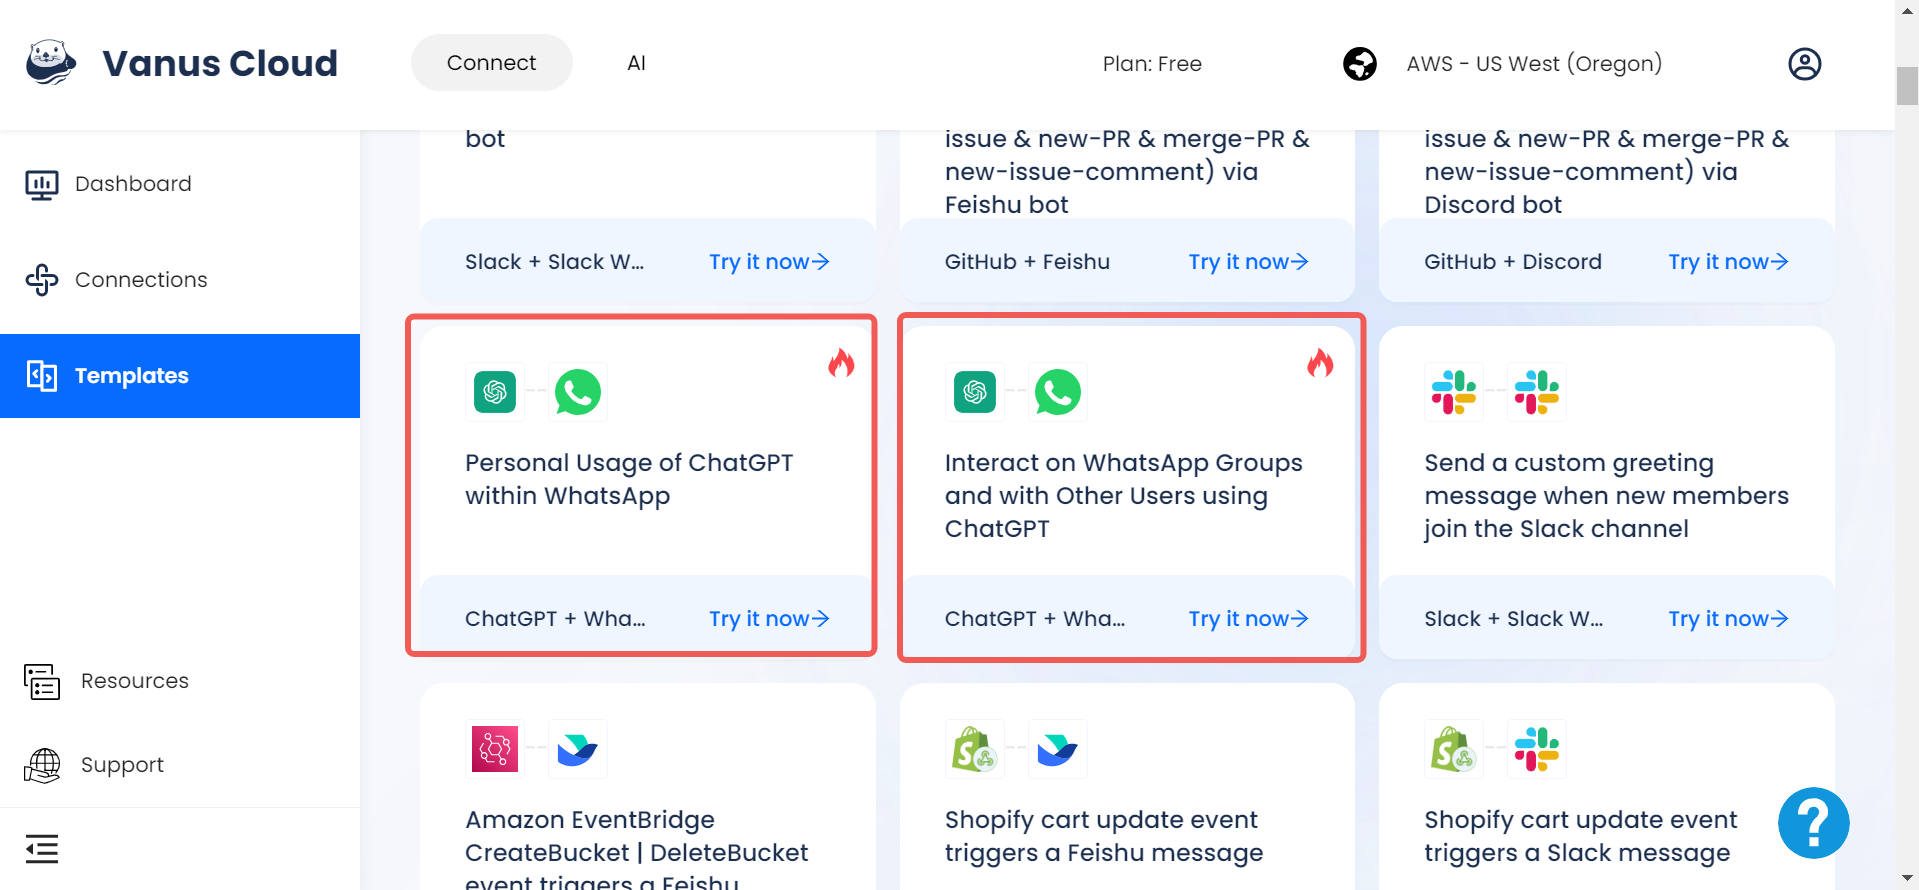 Vanus Cloud
Connect
AI
Plan: Free
AWS - US West (Oregon)
Dashboard
Connections
Templates
Resources
Support
bot
Slack + Slack W...
Try it now
issue & new-PR & merge-PR &
new-issue-comment) via
Feishu bot
GitHub + Feishu
Try it now
issue & new-PR & merge-PR &
new-issue-comment) via
Discord bot
GitHub + Discord
Try it now
Personal Usage of ChatGPT
within WhatsApp
ChatGPT + Wha...
Try it now
Interact on WhatsApp Groups
and with Other Users using
ChatGPT
ChatGPT + Wha...
Try it now
Send a custom greeting
message when new members
join the Slack channel
Slack + Slack W...
Try it now
Amazon EventBridge
CreateBucket | DeleteBucket
event triggers a Feishu
Shopify cart update event
triggers a Feishu message
Shopify cart update event
triggers a Slack message
?